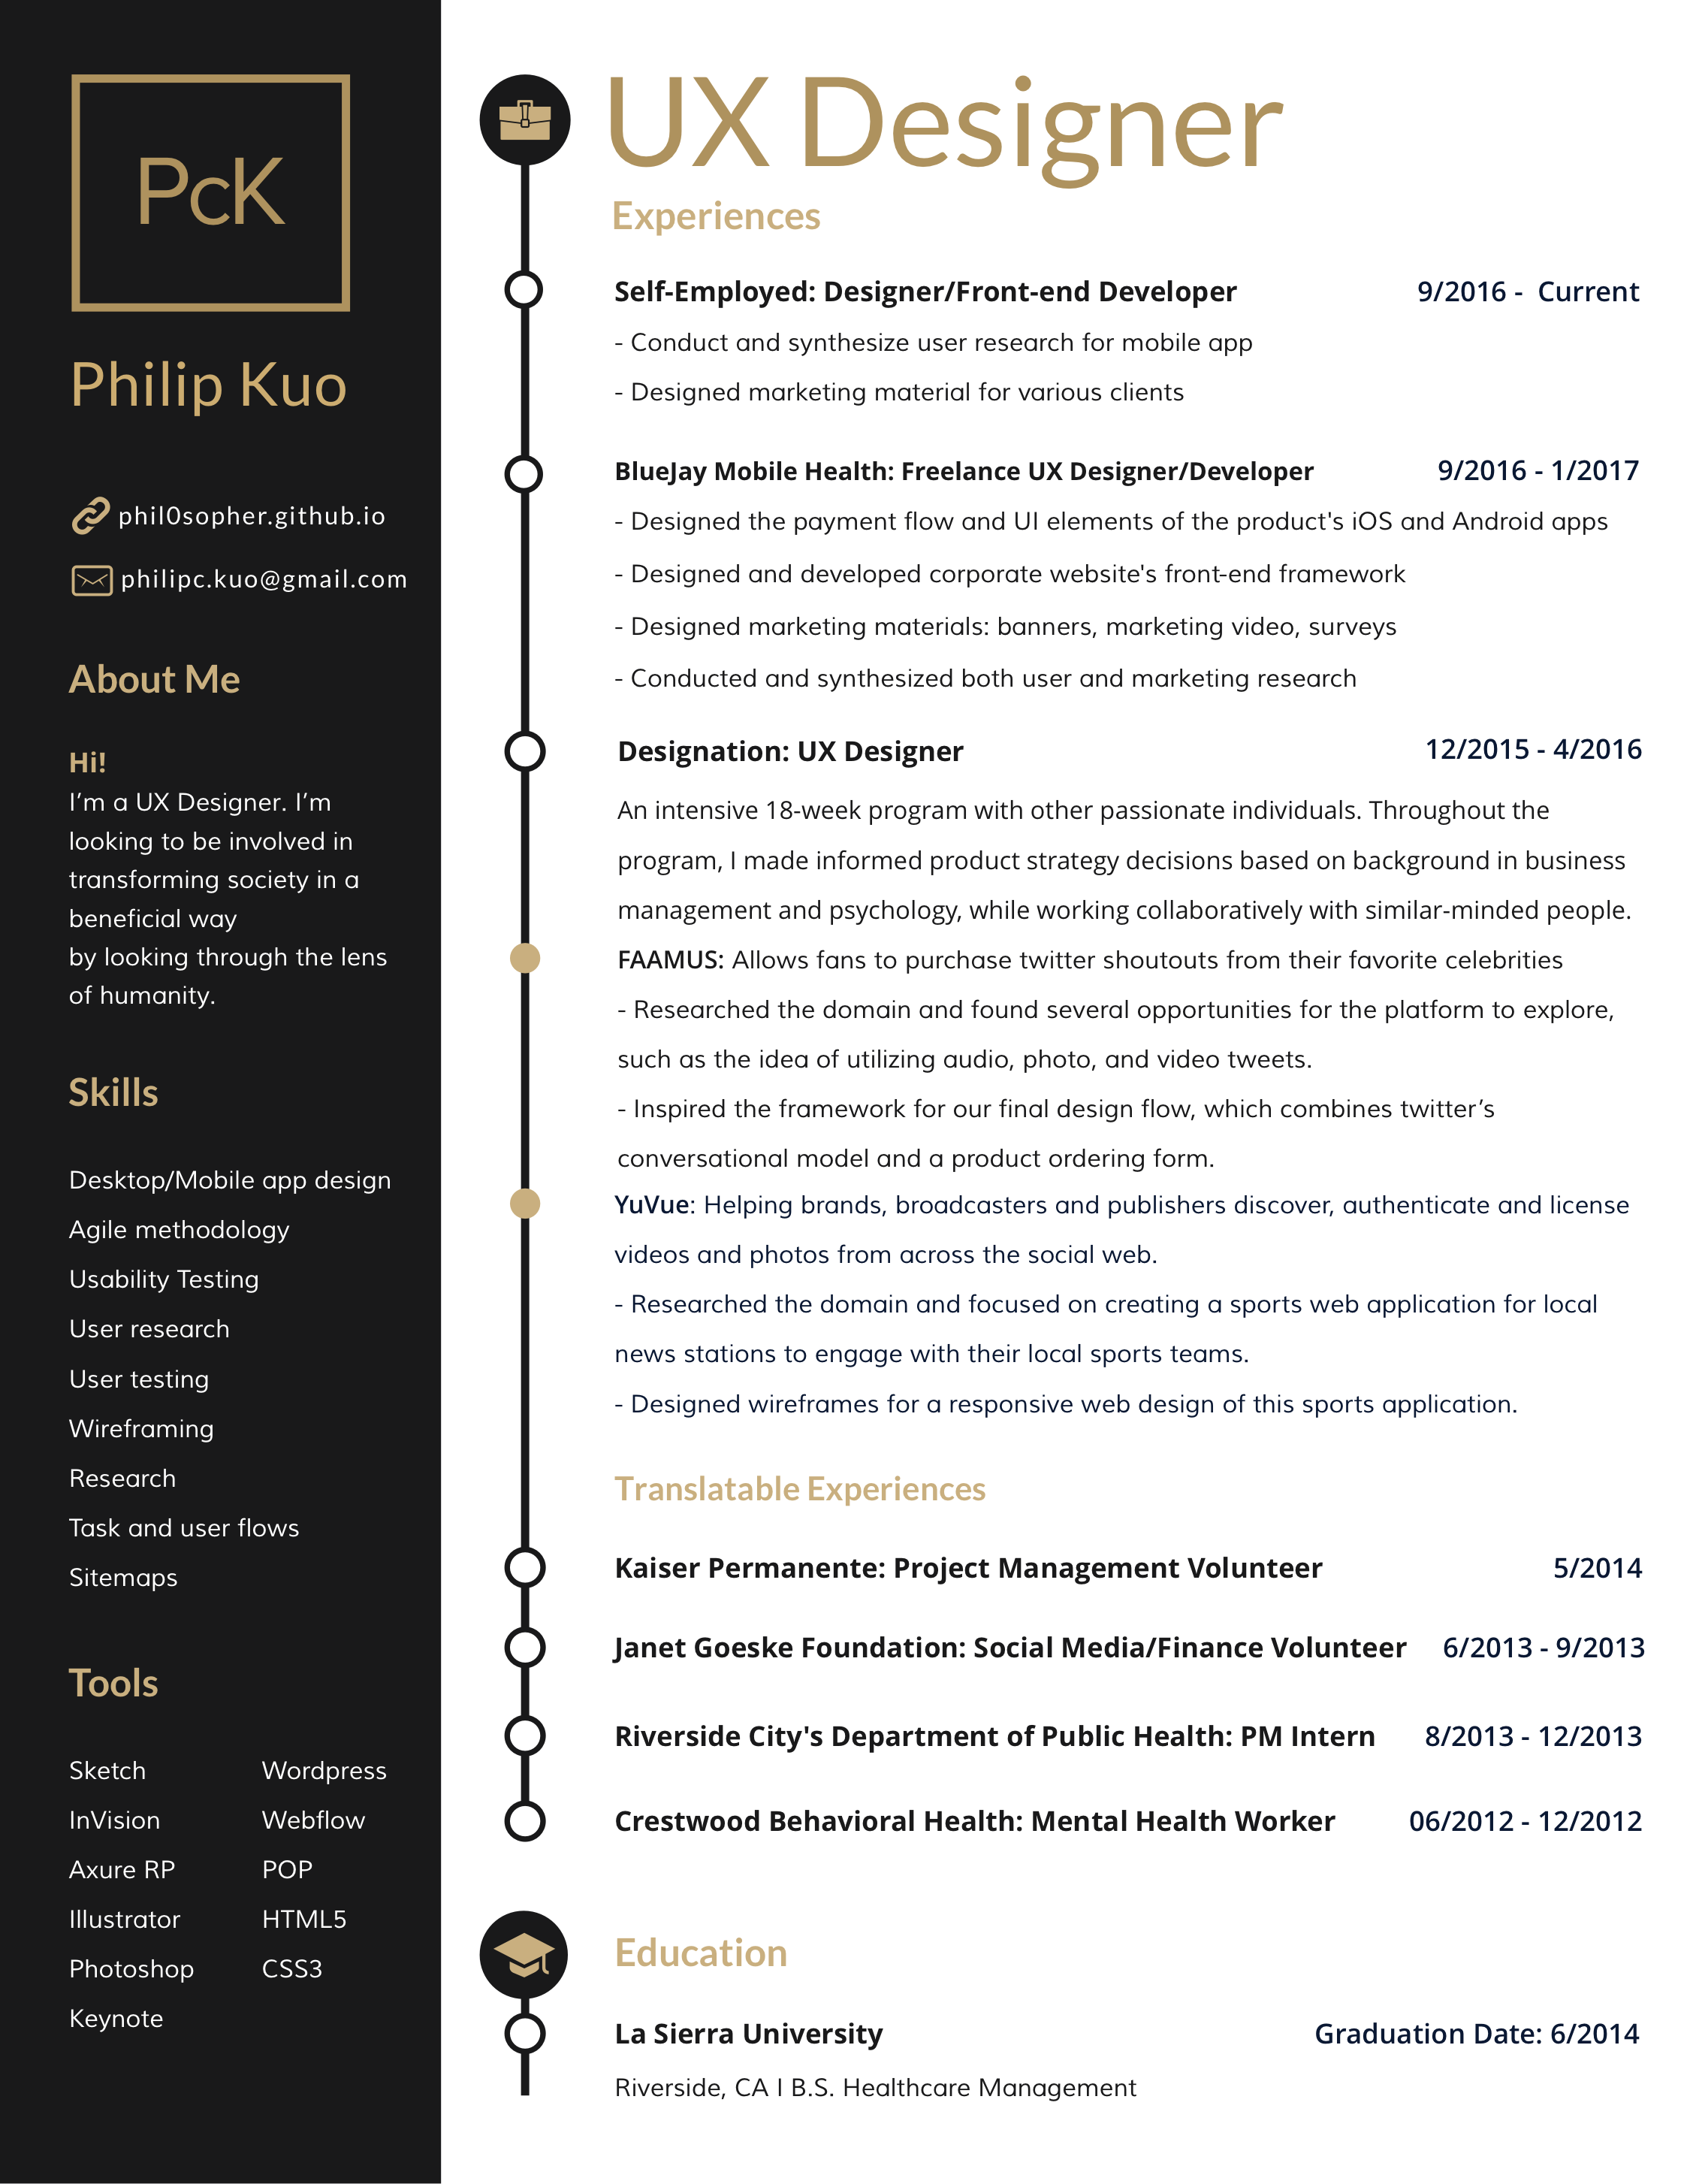 PcK
Philip Kuo
phil0sopher.github.io
philipc.kuo@gmail.com
About Me
Hi!
I’m a UX Designer. I’m
looking to be involved in
transforming society in a
beneficial way
by looking through the lens
of humanity.
Skills
Desktop/Mobile app design
Agile methodology
Usability Testing
User research
User testing
Wireframing
Research
Task and user flows
Sitemaps
Tools
Sketch Wordpress
InVision Webflow
Axure RP POP
Illustrator HTML5
Photoshop CSS3
Keynote
UX Designer
Experiences
Self-Employed: Designer/Front-end Developer 9/2016 - Current
- Conduct and synthesize user research for mobile app
- Designed marketing material for various clients
BlueJay Mobile Health: Freelance UX Designer/Developer 9/2016 - 1/2017
- Designed the payment flow and UI elements of the product's iOS and Android apps
- Designed and developed corporate website's front-end framework
- Designed marketing materials: banners, marketing video, surveys
- Conducted and synthesized both user and marketing research
Designation: UX Designer 12/2015 - 4/2016
An intensive 18-week program with other passionate individuals. Throughout the
program, I made informed product strategy decisions based on background in business
management and psychology, while working collaboratively with similar-minded people.
FAAMUS: Allows fans to purchase twitter shoutouts from their favorite celebrities
- Researched the domain and found several opportunities for the platform to explore,
such as the idea of utilizing audio, photo, and video tweets.
- Inspired the framework for our final design flow, which combines twitter’s
conversational model and a product ordering form.
YuVue: Helping brands, broadcasters and publishers discover, authenticate and license
videos and photos from across the social web.
- Researched the domain and focused on creating a sports web application for local
news stations to engage with their local sports teams.
- Designed wireframes for a responsive web design of this sports application.
Translatable Experiences
Kaiser Permanente: Project Management Volunteer 5/2014
Janet Goeske Foundation: Social Media/Finance Volunteer 6/2013 - 9/2013
Riverside City's Department of Public Health: PM Intern 8/2013 - 12/2013
Crestwood Behavioral Health: Mental Health Worker 06/2012 - 12/2012
Education
La Sierra University Graduation Date: 6/2014
Riverside, CA I B.S. Healthcare Management